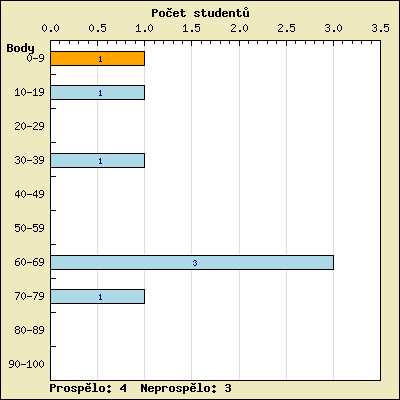 Počet studentů
0.0 0.5 1.0 1.5 2.0 2.5 3.0 3.5
Body
0-9 1
10-19 1
20-29
30-39 1
40-49
50-59
60-69 3
70-79 1
80-89
90-100
Prospělo: 4 Neprospělo: 3